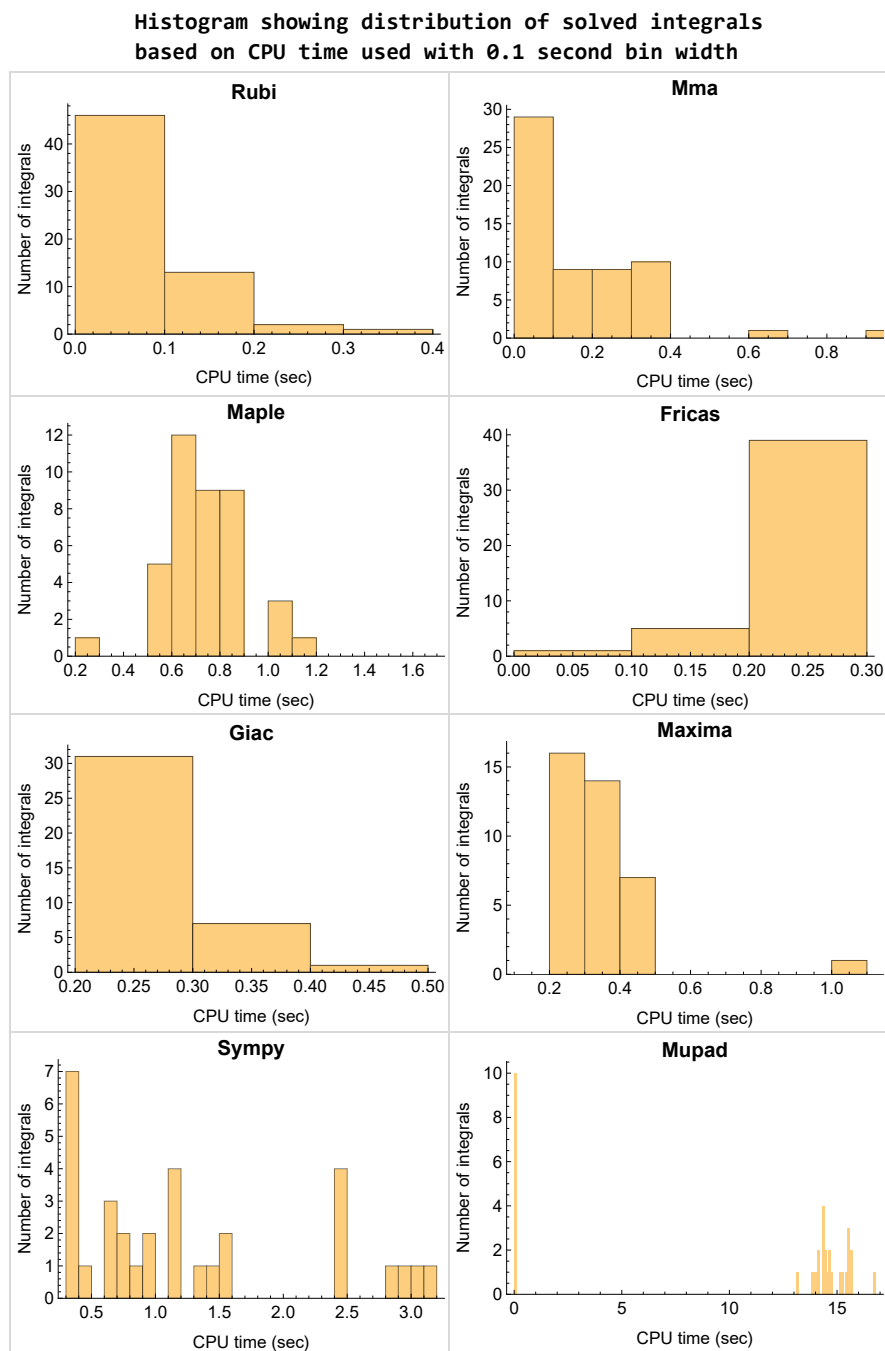 Histogram showing distribution of solved integrals
based on CPU time used with 0.1 second bin width
Rubi
Number of integrals
0
10
20
30
40
0.0 0.1 0.2 0.3 0.4
CPU time (sec)
Mma
Number of integrals
0
5
10
15
20
25
30
0.0 0.2 0.4 0.6 0.8
CPU time (sec)
Maple
Number of integrals
0
2
4
6
8
10
12
0.2 0.4 0.6 0.8 1.0 1.2 1.4 1.6
CPU time (sec)
Fricas
Number of integrals
0
10
20
30
40
0.00 0.05 0.10 0.15 0.20 0.25 0.30
CPU time (sec)
Giac
Number of integrals
0
5
10
15
20
25
30
0.20 0.25 0.30 0.35 0.40 0.45 0.50
CPU time (sec)
Maxima
Number of integrals
0
5
10
15
0.2 0.4 0.6 0.8 1.0
CPU time (sec)
Sympy
Number of integrals
0
1
2
3
4
5
6
7
0.5 1.0 1.5 2.0 2.5 3.0
CPU time (sec)
Mupad
Number of integrals
0
2
4
6
8
10
0 5 10 15
CPU time (sec)